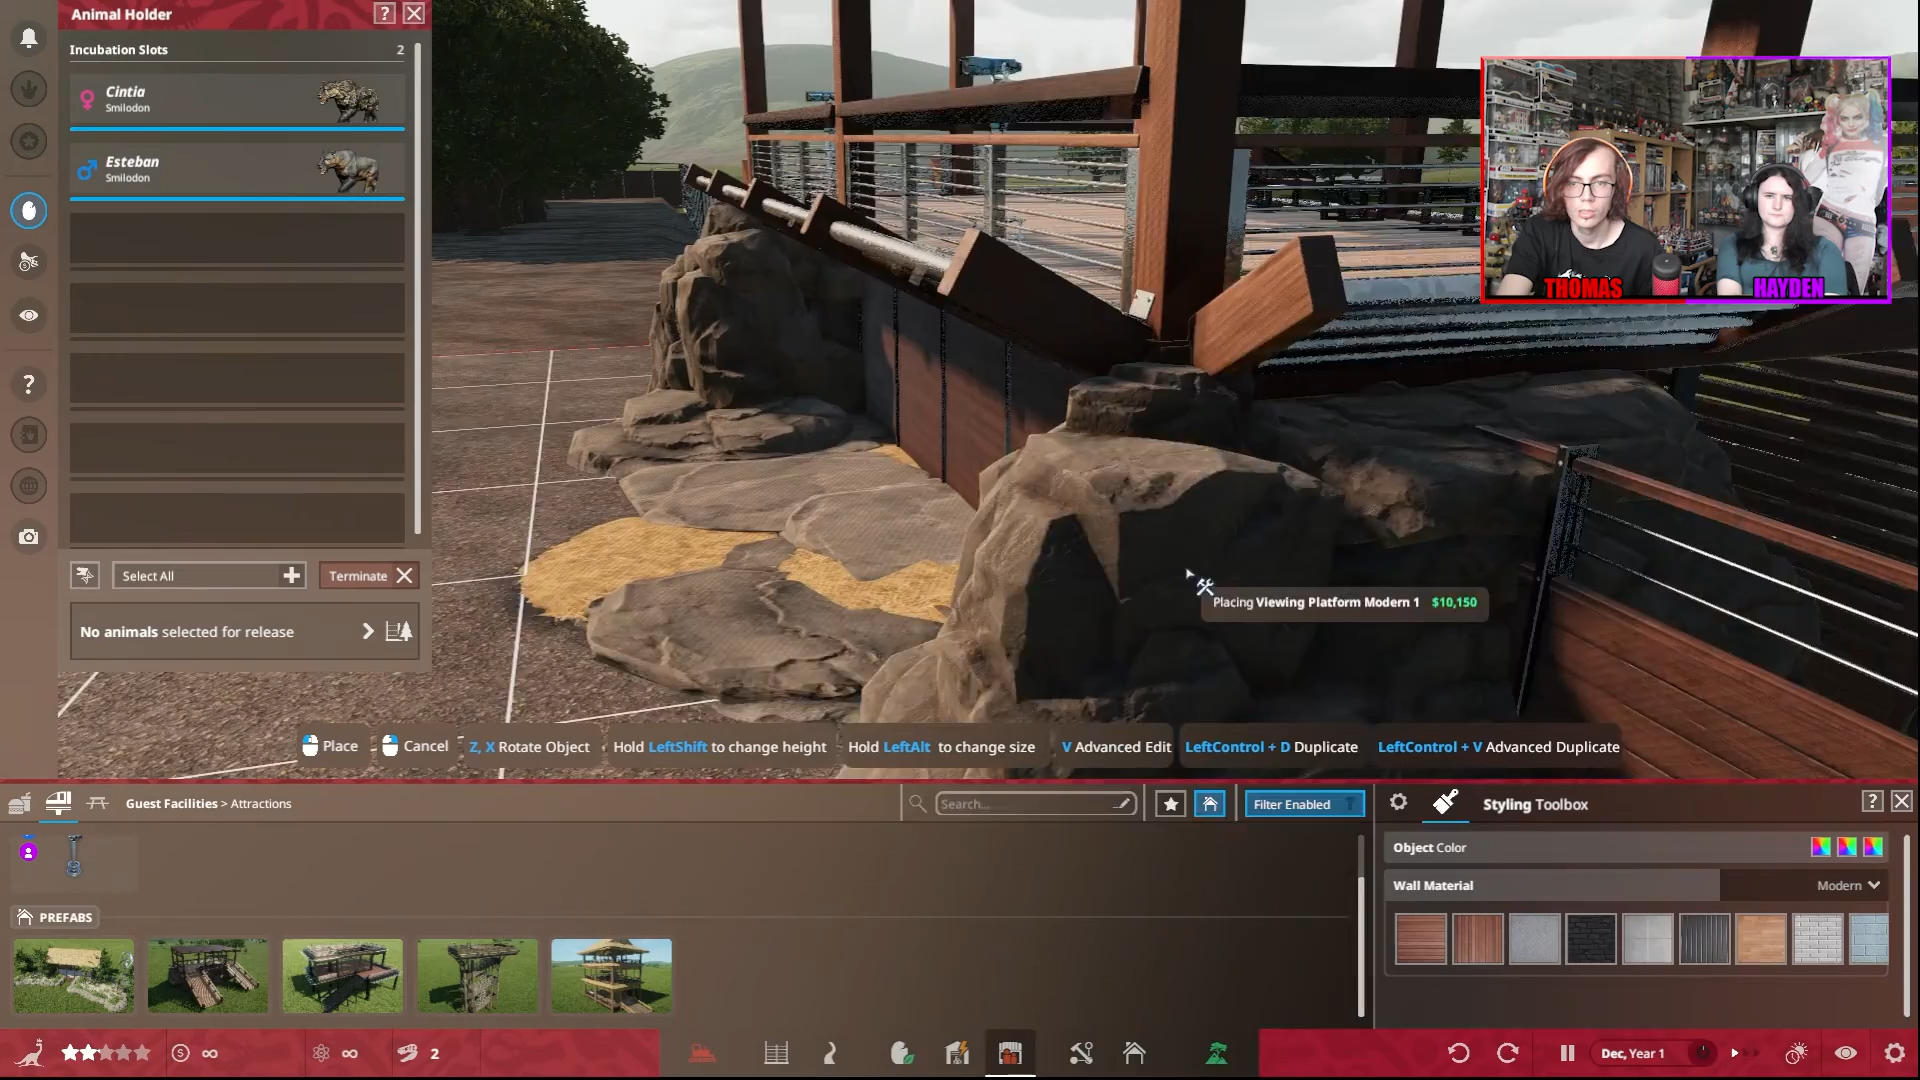 Animal Holder
?
Incubation Slots 2
Cintia
Smilodon
Esteban
Smilodon
?
Select All
Terminate
No animals selected for release
THOMAS
HAYDEN
Placing Viewing Platform Modern 1 $10,150
Place
Cancel
Z, X Rotate Object
Hold LeftShift to change height
Hold LeftAlt to change size
V Advanced Edit
LeftControl + D Duplicate
LeftControl + V Advanced Duplicate
Guest Facilities > Attractions
Search...
Filter Enabled
Styling Toolbox
?
Object Color
Wall Material
Modern
PREFABS
∞
∞
2
Dec, Year 1